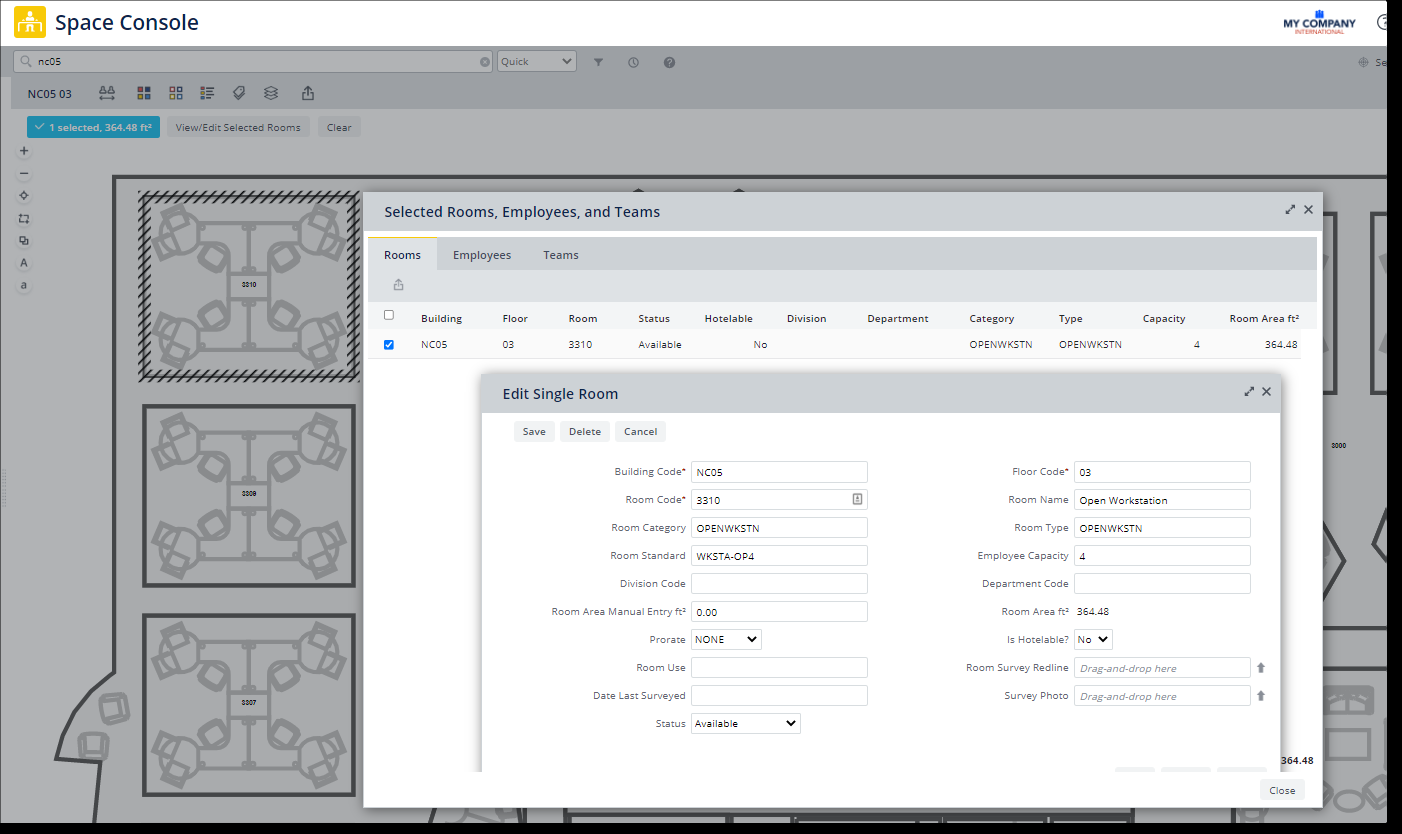 Space Console
MY COMPANY
INTERNATIONAL
nc05
Quick
NC05 03
1 selected, 364.48 ft²
View/Edit Selected Rooms
Clear
A
a
3310
3309
3307
Selected Rooms, Employees, and Teams
Rooms Employees Teams
Building Floor Room Status Hotelable Division Department Category Type Capacity Room Area ft²
NC05 03 3310 Available No OPENWKSTN OPENWKSTN 4 364.48
Edit Single Room
Save Delete Cancel
Building Code* NC05 Floor Code* 03
Room Code* 3310 Room Name Open Workstation
Room Category OPENWKSTN Room Type OPENWKSTN
Room Standard WKSTA-OP4 Employee Capacity 4
Division Code Department Code
Room Area Manual Entry ft² 0.00 Room Area ft² 364.48
Prorate NONE Is Hotelable? No
Room Use Room Survey Redline Drag-and-drop here
Date Last Surveyed Survey Photo Drag-and-drop here
Status Available
364.48
Close